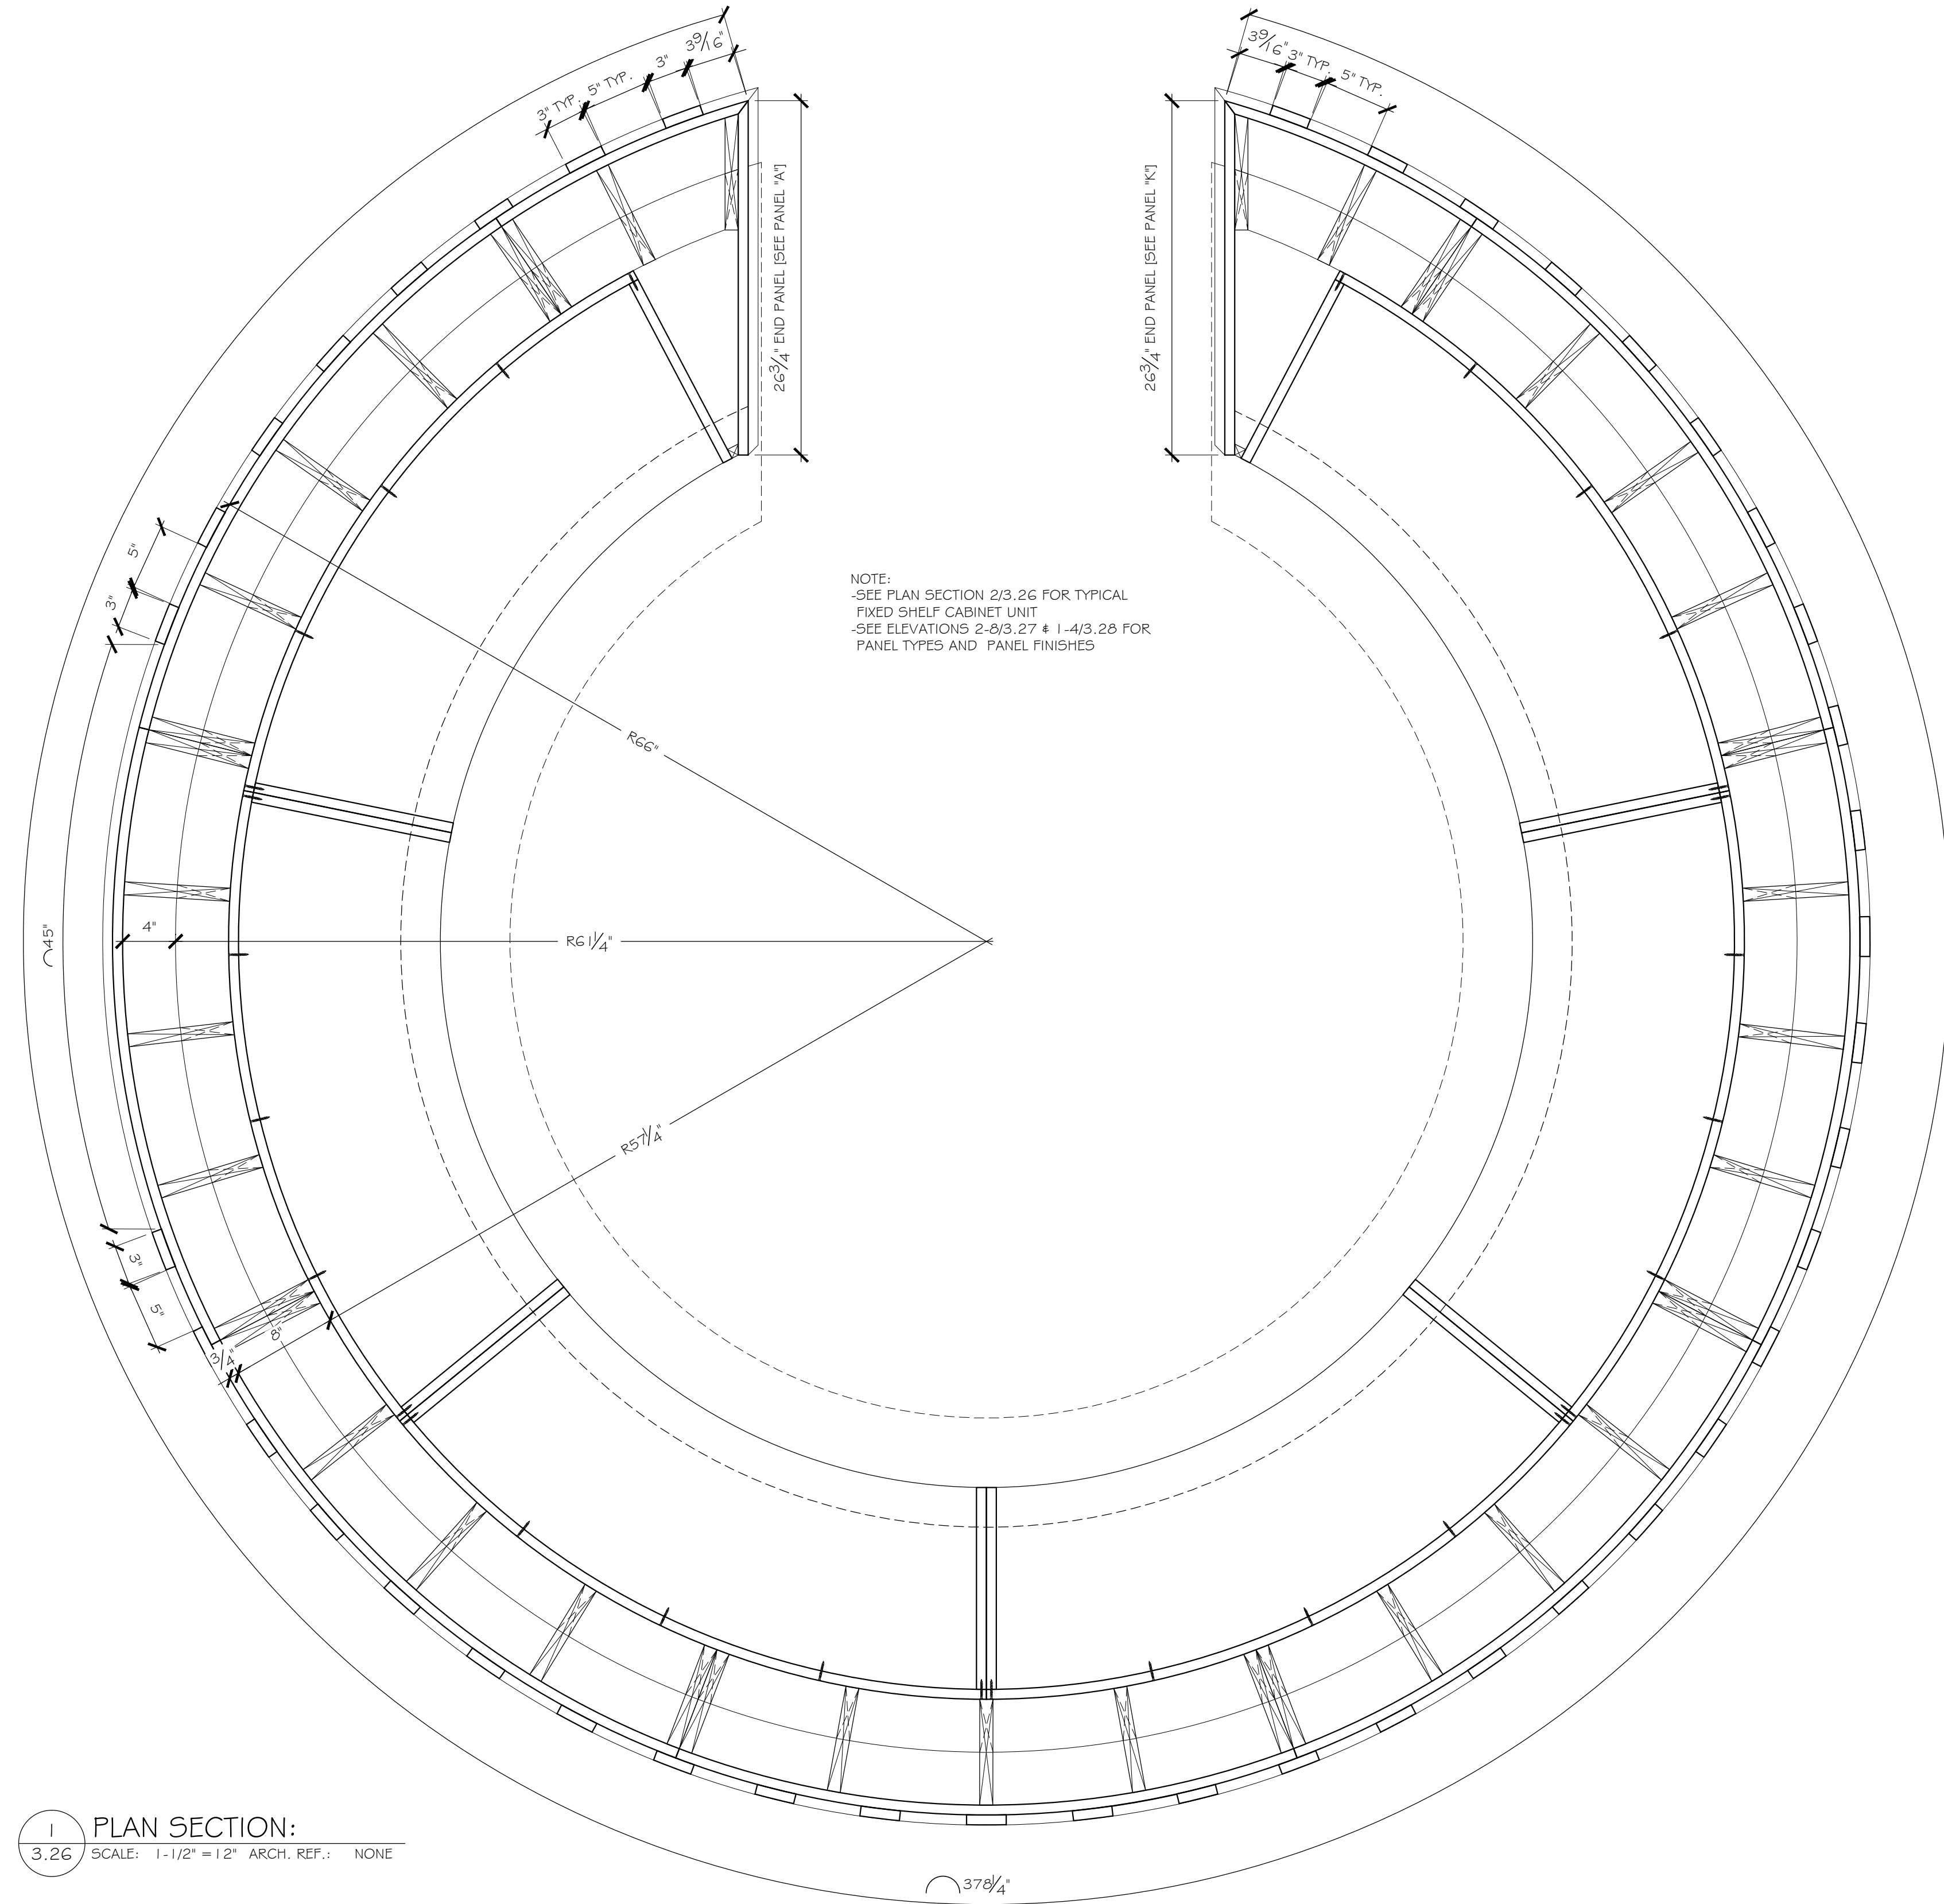 3 9/16"
3"
5" TYP.
3" TYP.
3 9/16"
3" TYP.
5" TYP.
26 3/4" END PANEL [SEE PANEL "A"]
26 3/4" END PANEL [SEE PANEL "K"]
5"
3"
NOTE:
-SEE PLAN SECTION 2/3.26 FOR TYPICAL
FIXED SHELF CABINET UNIT
-SEE ELEVATIONS 2-8/3.27 & 1-4/3.28 FOR
PANEL TYPES AND PANEL FINISHES
R66"
45"
4"
R61 1/4"
R57 1/4"
3"
5"
8"
3/4"
1
3.26
PLAN SECTION:
SCALE: 1-1/2" = 12" ARCH. REF.: NONE
378 1/4"